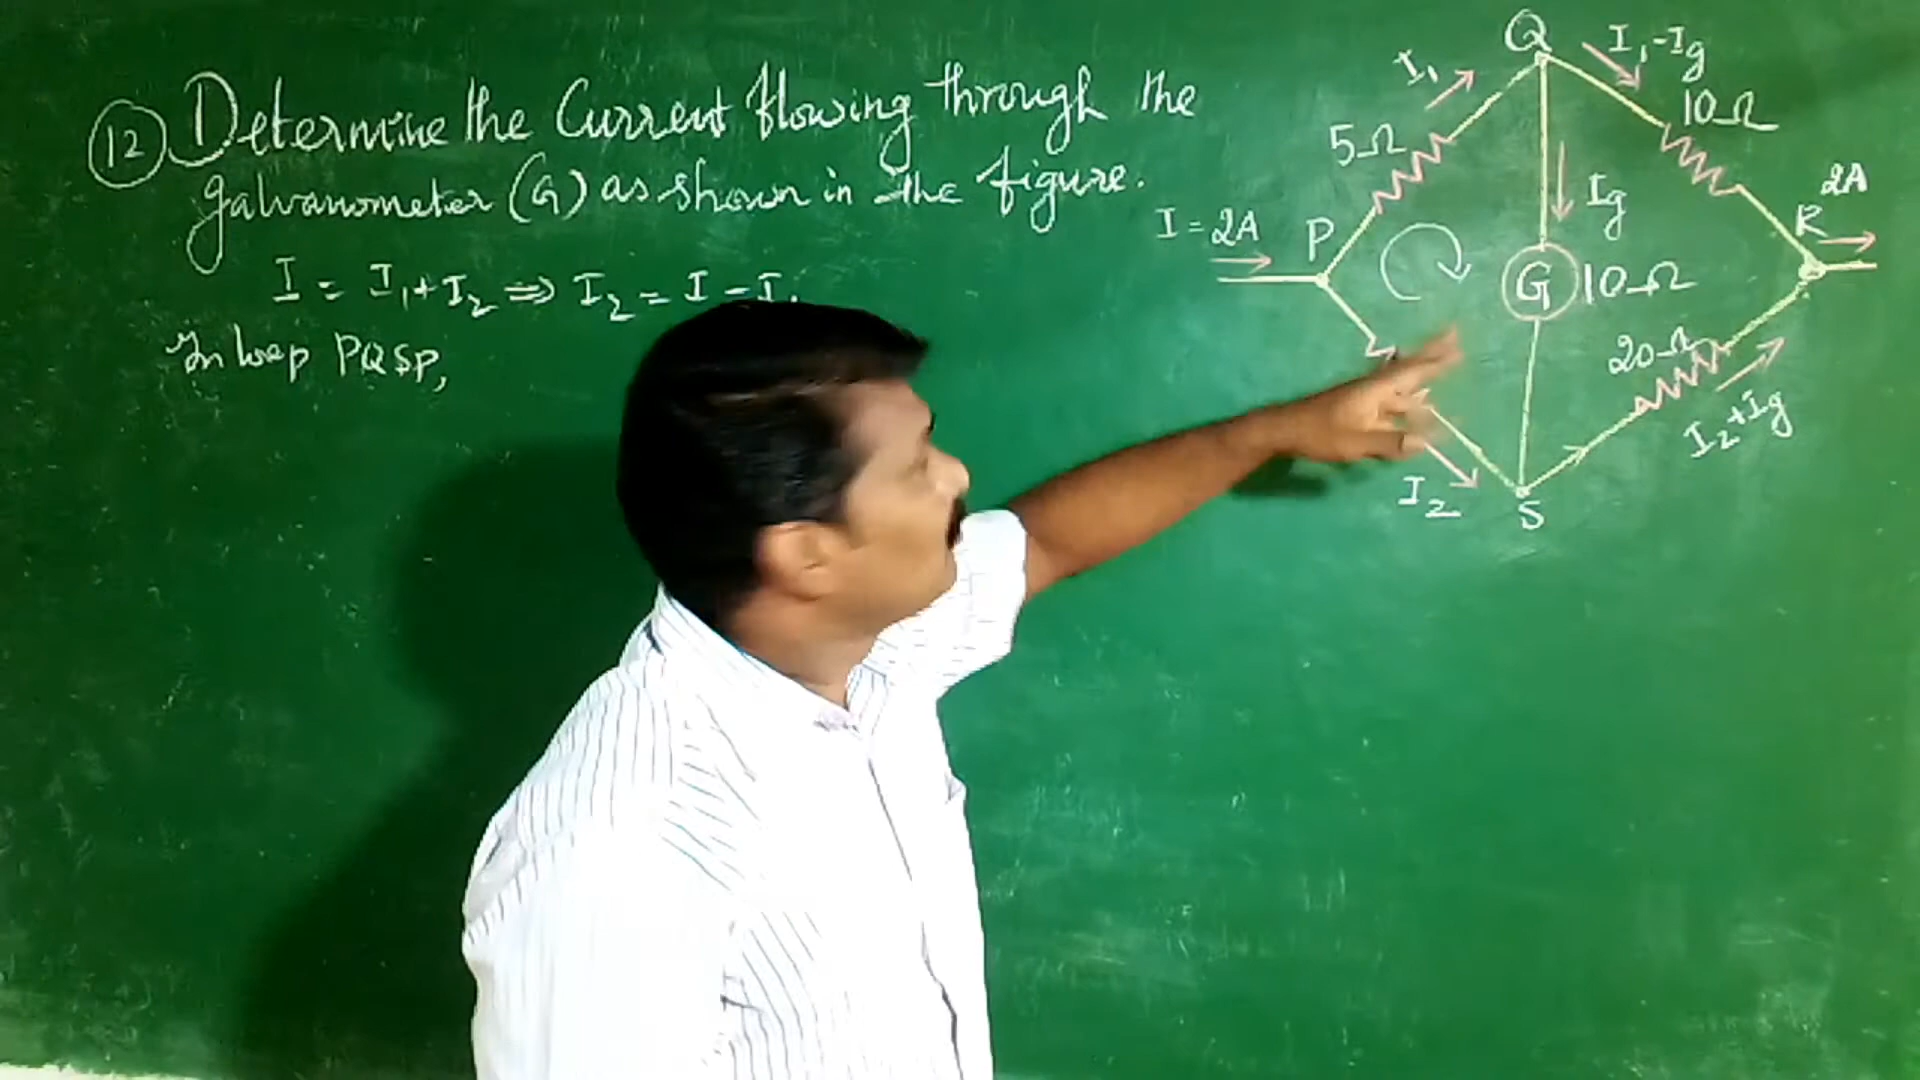 12 Determine the Current flowing through the
galvanometer (G) as shown in the figure.
I = I₁+I₂ ⇒ I₂ = I - I₁
In loop PQSP,
Q
I₁
I₁-Ig
10Ω
5Ω
2A
Ig
I = 2A
P
R
G
10Ω
20Ω
I₂+Ig
I₂
S